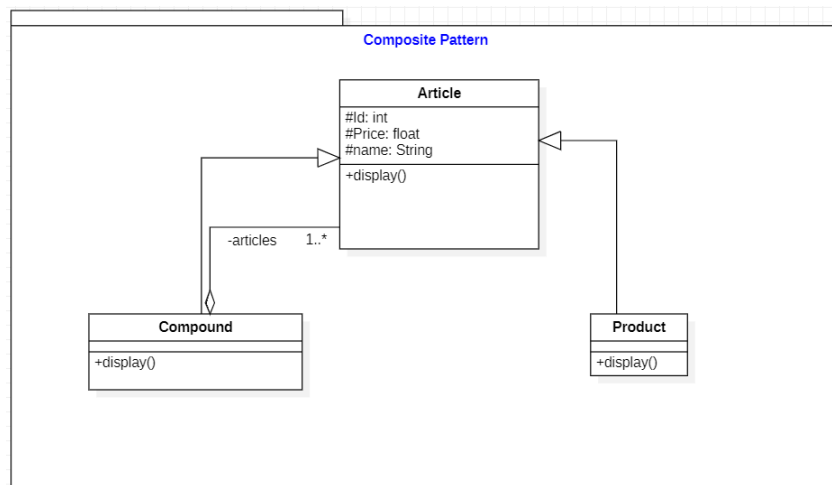 Composite Pattern
Article
#Id: int
#Price: float
#name: String
+display()
-articles 1..*
Compound
+display()
Product
+display()